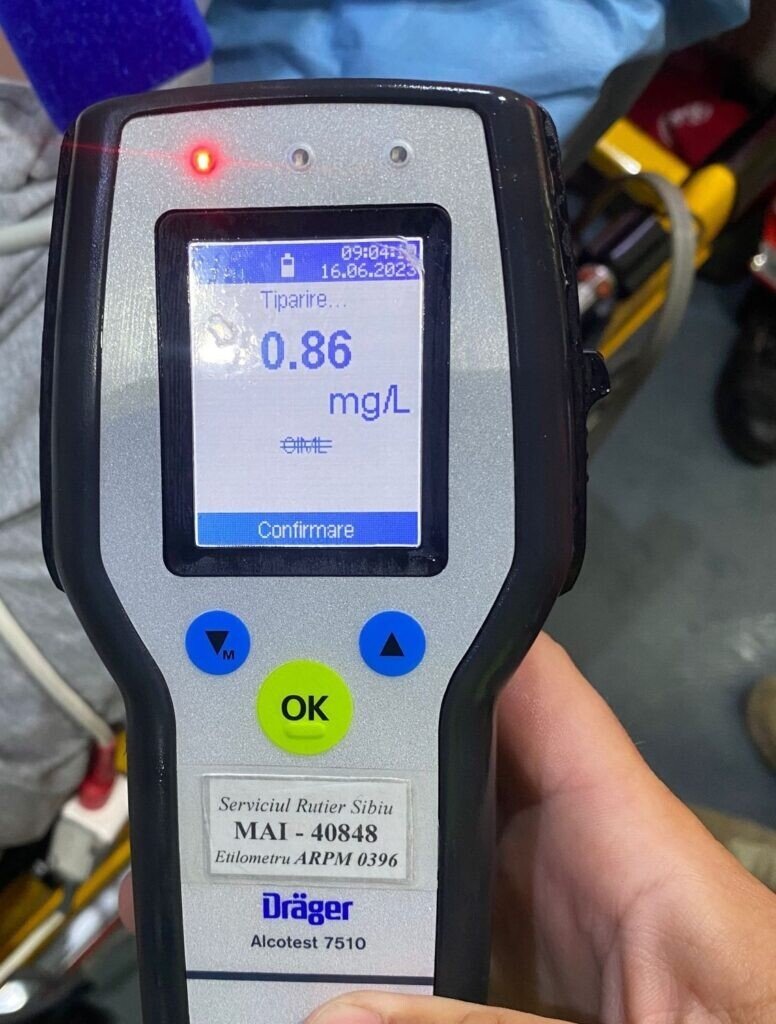 09:04:1
16.06.2023
Tiparire...
0.86
mg/L
OIML
Confirmare
M
OK
Serviciul Rutier Sibiu
MAI - 40848
Etilometru ARPM 0396
Dräger
Alcotest 7510